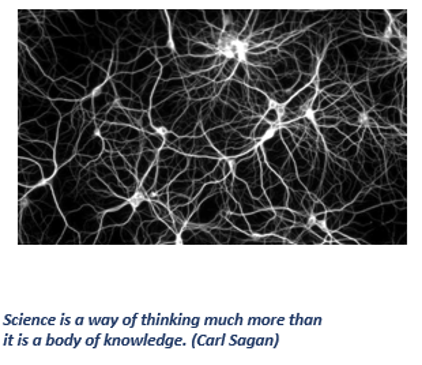 Science is a way of thinking much more than
it is a body of knowledge. (Carl Sagan)